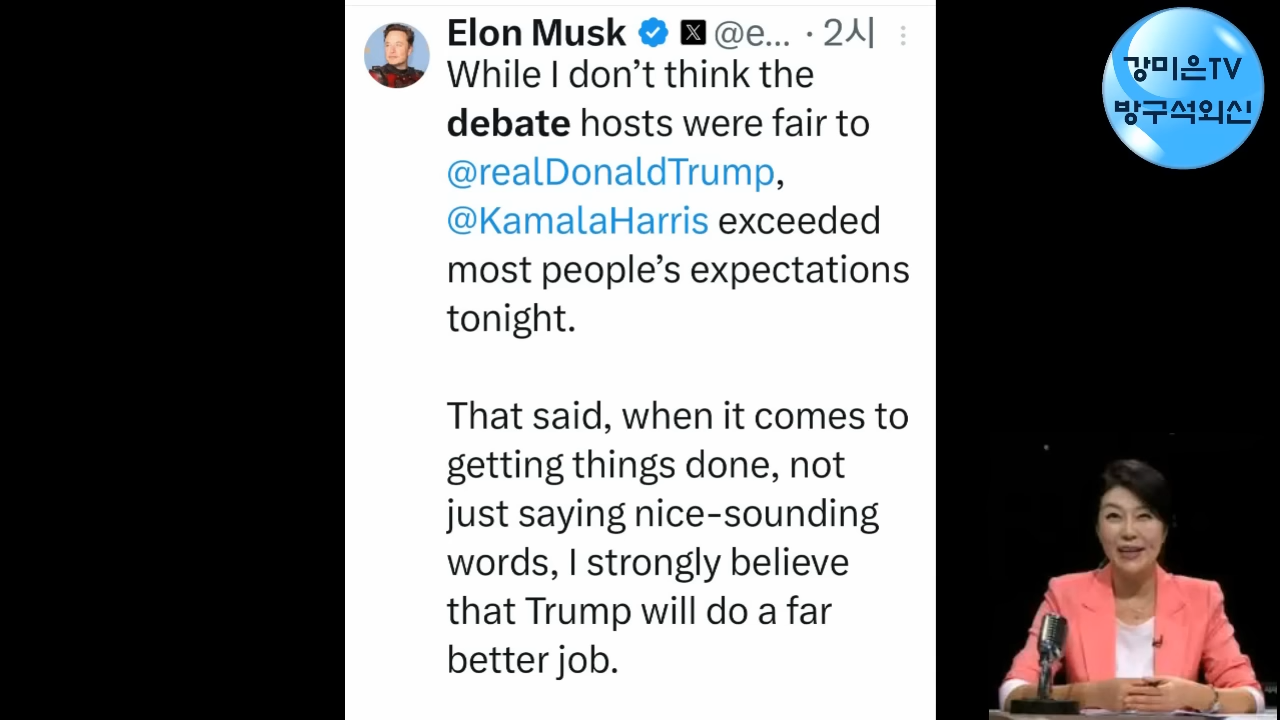 Elon Musk @e... · 2시
While I don’t think the
debate hosts were fair to
@realDonaldTrump,
@KamalaHarris exceeded
most people’s expectations
tonight.
That said, when it comes to
getting things done, not
just saying nice-sounding
words, I strongly believe
that Trump will do a far
better job.
강미은TV
방구석외신